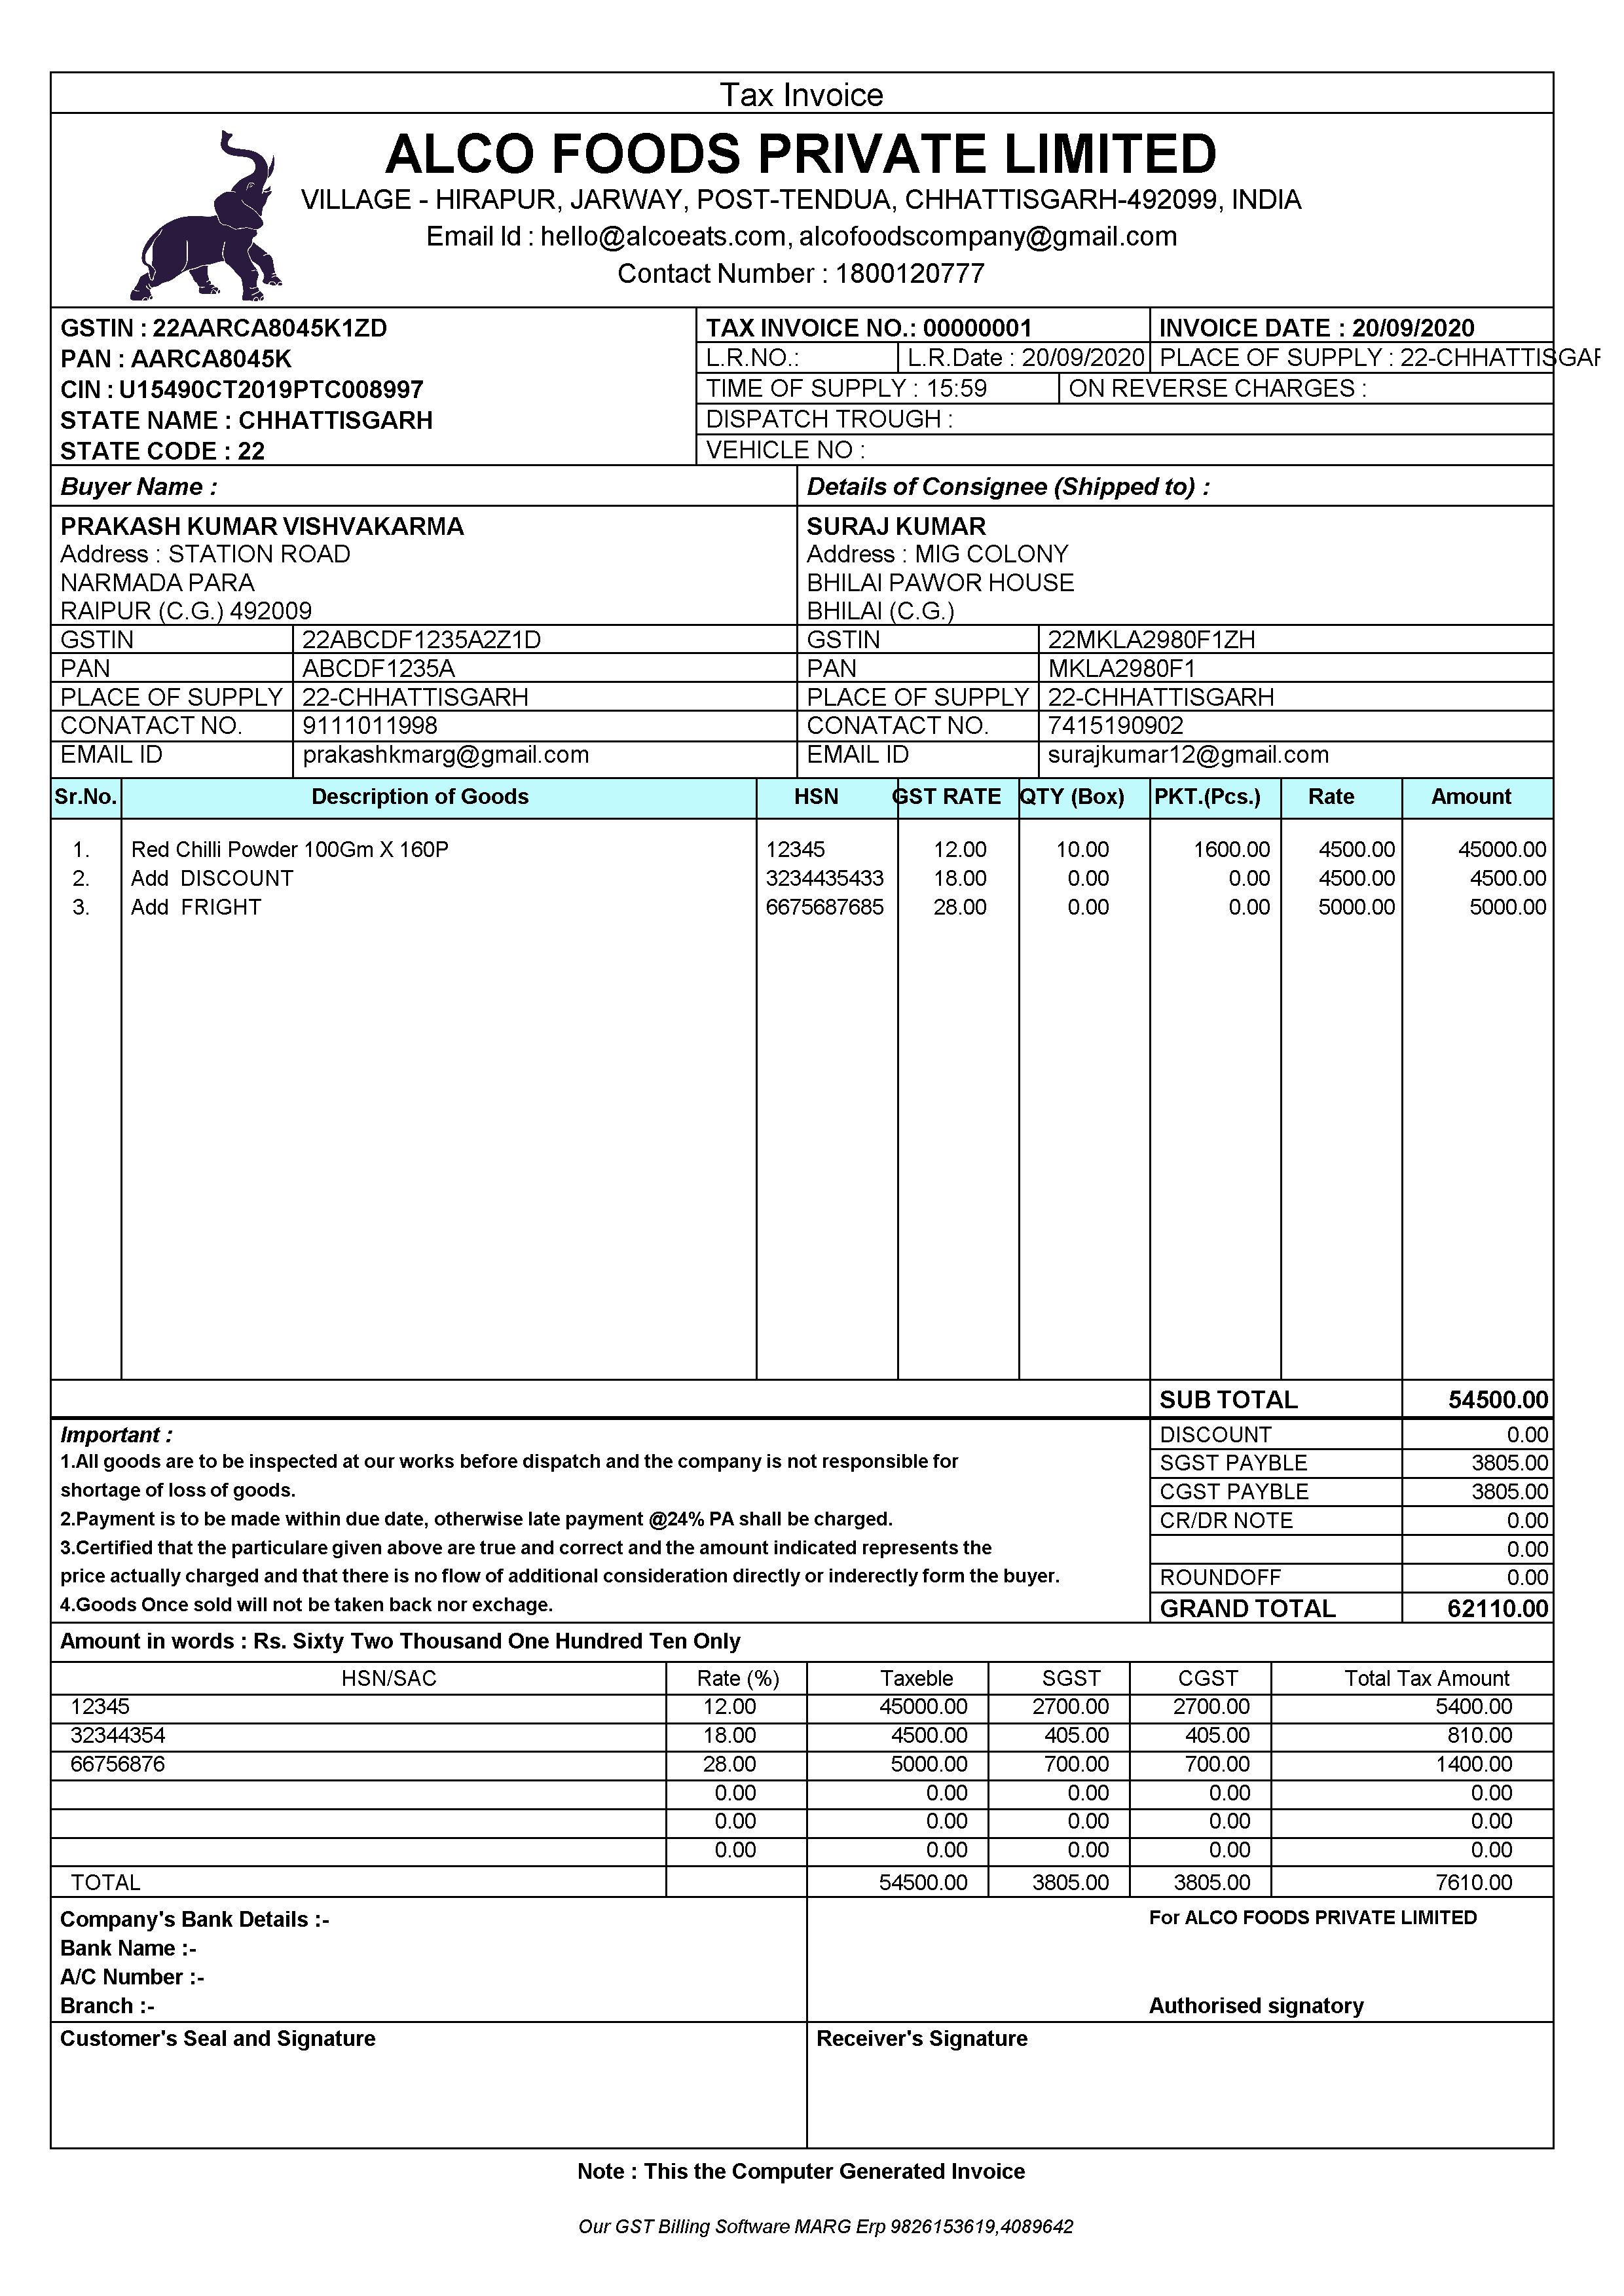 Tax Invoice
ALCO FOODS PRIVATE LIMITED
VILLAGE - HIRAPUR, JARWAY, POST-TENDUA, CHHATTISGARH-492099, INDIA
Email Id : hello@alcoeats.com, alcofoodscompany@gmail.com
Contact Number : 1800120777
GSTIN : 22AARCA8045K1ZD TAX INVOICE NO.: 00000001 INVOICE DATE : 20/09/2020
PAN : AARCA8045K L.R.NO.: L.R.Date : 20/09/2020 PLACE OF SUPPLY : 22-CHHATTISGAR
CIN : U15490CT2019PTC008997 TIME OF SUPPLY : 15:59 ON REVERSE CHARGES :
STATE NAME : CHHATTISGARH DISPATCH TROUGH :
STATE CODE : 22 VEHICLE NO :
Buyer Name : Details of Consignee (Shipped to) :
PRAKASH KUMAR VISHVAKARMA SURAJ KUMAR
Address : STATION ROAD Address : MIG COLONY
NARMADA PARA BHILAI PAWOR HOUSE
RAIPUR (C.G.) 492009 BHILAI (C.G.)
GSTIN 22ABCDF1235A2Z1D GSTIN 22MKLA2980F1ZH
PAN ABCDF1235A PAN MKLA2980F1
PLACE OF SUPPLY 22-CHHATTISGARH PLACE OF SUPPLY 22-CHHATTISGARH
CONATACT NO. 9111011998 CONATACT NO. 7415190902
EMAIL ID prakashkmarg@gmail.com EMAIL ID surajkumar12@gmail.com
Sr.No. Description of Goods HSN GST RATE QTY (Box) PKT.(Pcs.) Rate Amount
1. Red Chilli Powder 100Gm X 160P 12345 12.00 10.00 1600.00 4500.00 45000.00
2. Add DISCOUNT 3234435433 18.00 0.00 0.00 4500.00 4500.00
3. Add FRIGHT 6675687685 28.00 0.00 0.00 5000.00 5000.00
SUB TOTAL 54500.00
Important : DISCOUNT 0.00
1.All goods are to be inspected at our works before dispatch and the company is not responsible for SGST PAYBLE 3805.00
shortage of loss of goods. CGST PAYBLE 3805.00
2.Payment is to be made within due date, otherwise late payment @24% PA shall be charged. CR/DR NOTE 0.00
3.Certified that the particulare given above are true and correct and the amount indicated represents the 0.00
price actually charged and that there is no flow of additional consideration directly or inderectly form the buyer. ROUNDOFF 0.00
4.Goods Once sold will not be taken back nor exchage. GRAND TOTAL 62110.00
Amount in words : Rs. Sixty Two Thousand One Hundred Ten Only
HSN/SAC Rate (%) Taxeble SGST CGST Total Tax Amount
12345 12.00 45000.00 2700.00 2700.00 5400.00
32344354 18.00 4500.00 405.00 405.00 810.00
66756876 28.00 5000.00 700.00 700.00 1400.00
0.00 0.00 0.00 0.00 0.00
0.00 0.00 0.00 0.00 0.00
0.00 0.00 0.00 0.00 0.00
TOTAL 54500.00 3805.00 3805.00 7610.00
Company's Bank Details :- For ALCO FOODS PRIVATE LIMITED
Bank Name :-
A/C Number :-
Branch :- Authorised signatory
Customer's Seal and Signature Receiver's Signature
Note : This the Computer Generated Invoice
Our GST Billing Software MARG Erp 9826153619,4089642